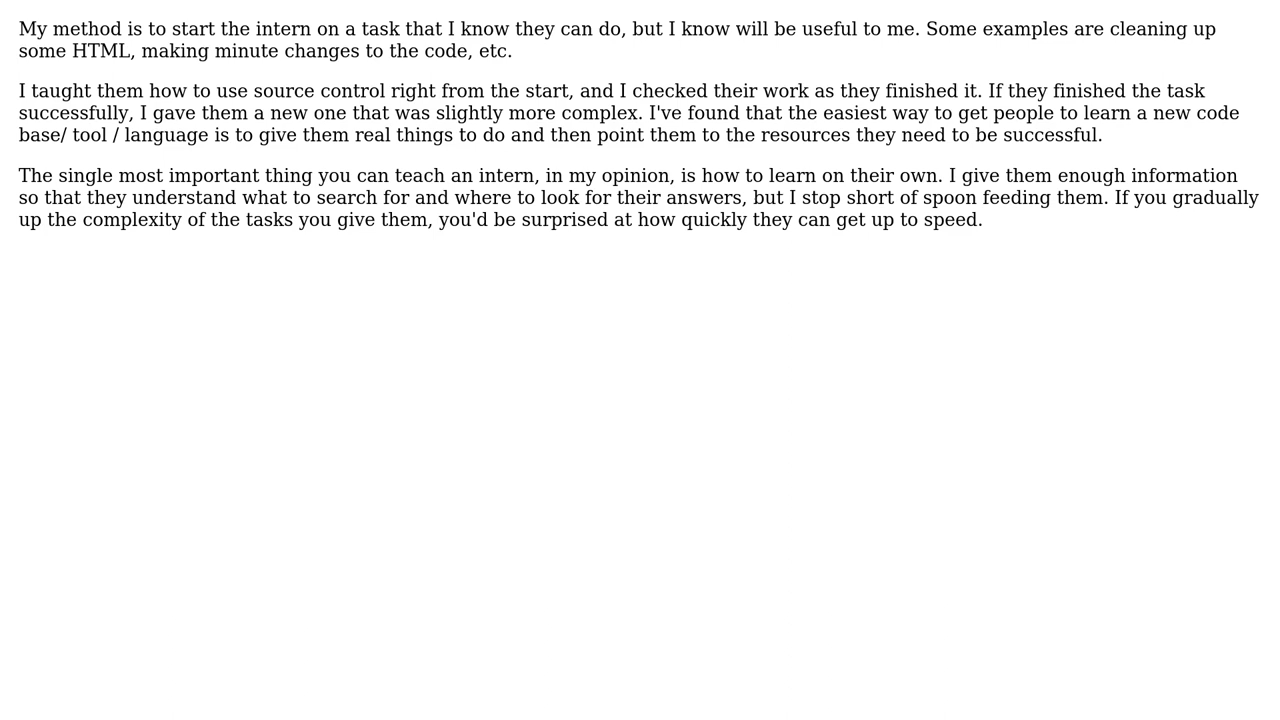 My method is to start the intern on a task that I know they can do, but I know will be useful to me. Some examples are cleaning up
some HTML, making minute changes to the code, etc.
I taught them how to use source control right from the start, and I checked their work as they finished it. If they finished the task
successfully, I gave them a new one that was slightly more complex. I've found that the easiest way to get people to learn a new code
base/ tool / language is to give them real things to do and then point them to the resources they need to be successful.
The single most important thing you can teach an intern, in my opinion, is how to learn on their own. I give them enough information
so that they understand what to search for and where to look for their answers, but I stop short of spoon feeding them. If you gradually
up the complexity of the tasks you give them, you'd be surprised at how quickly they can get up to speed.